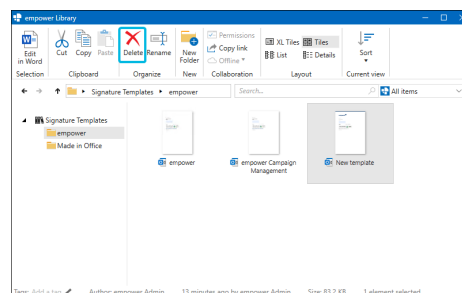 empower Library
Edit
in Word
Cut
Copy
Paste
Delete
Rename
New
Folder
Permissions
Copy link
Offline
XL Tiles
Tiles
List
Details
Sort
Selection
Clipboard
Organize
New
Collaboration
Layout
Current view
Signature Templates
empower
Search...
All items
Signature Templates
empower
Made in Office
empower
empower Campaign
Management
New template
Tags: Add a tag
Author: empower Admin
13 minutes ago by empower Admin
Size: 83.2 KB
1 element selected